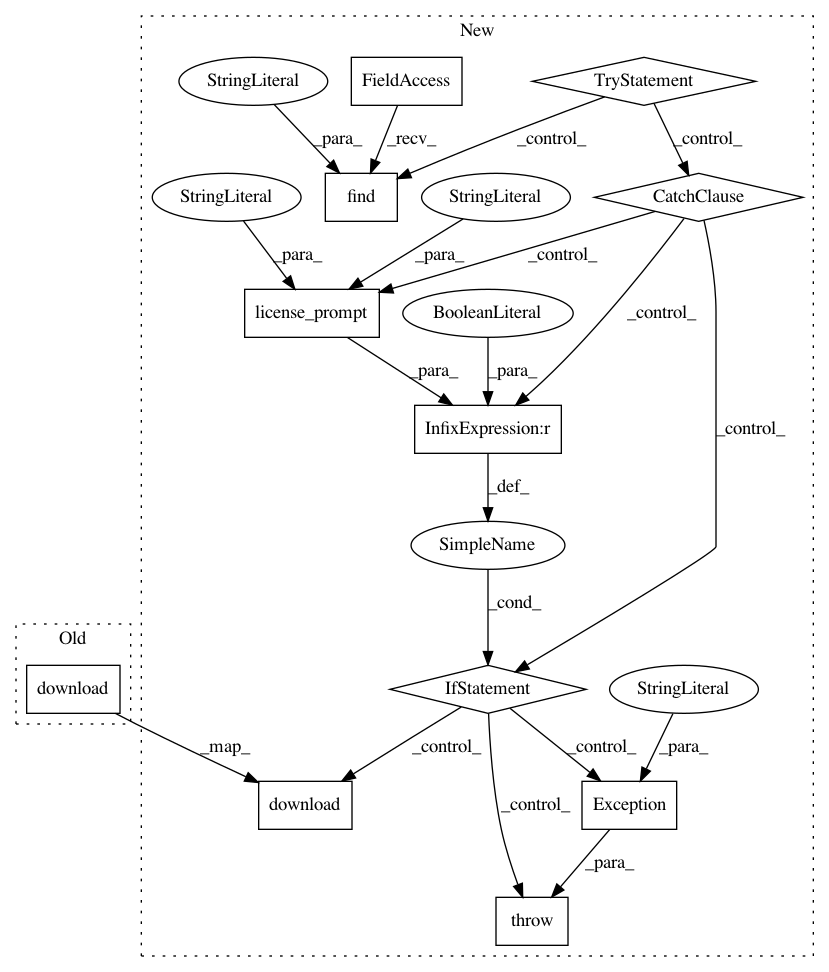 New
StringLiteral
FieldAccess
TryStatement
_para_
_recv_
_control_
_control_
StringLiteral
find
StringLiteral
CatchClause
_para_
_para_
_control_
license_prompt
BooleanLiteral
_control_
_para_
_para_
InfixExpression:r
_control_
_def_
SimpleName
_cond_
Old
download
IfStatement
StringLiteral
_map_
_control_
_control_
_para_
download
_control_
Exception
_para_
throw